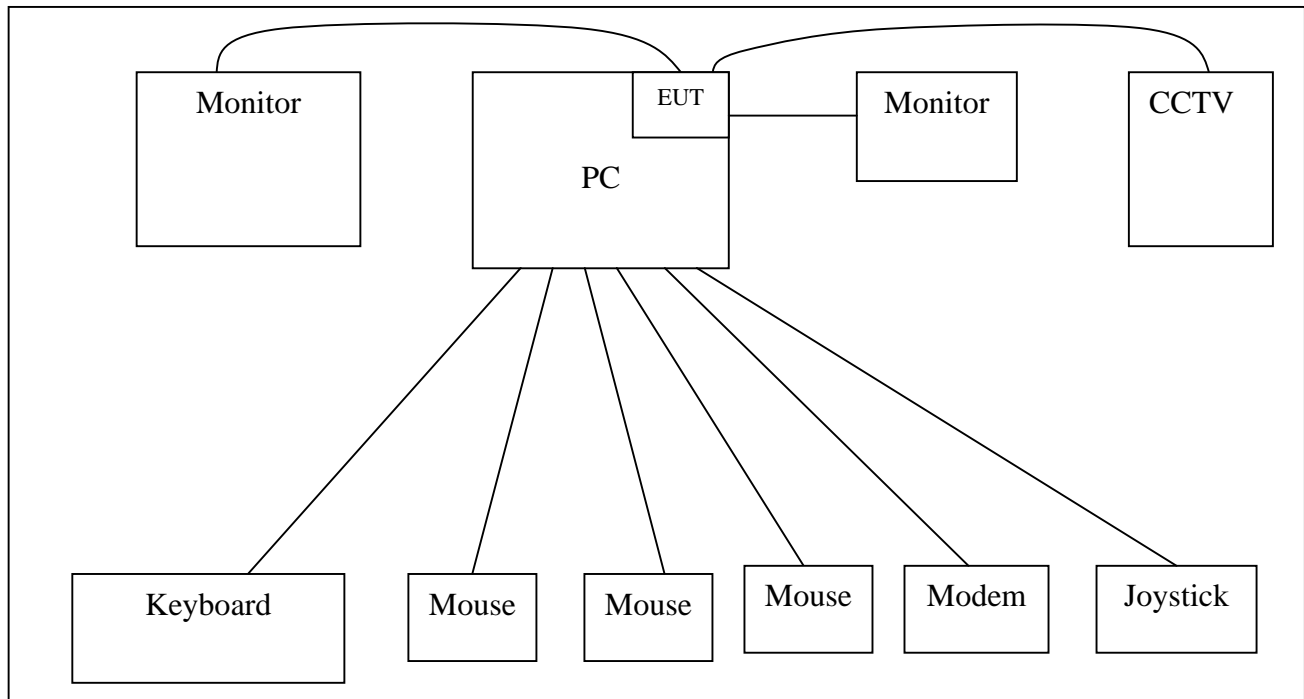 Monitor
EUT
Monitor
CCTV
PC
Keyboard
Mouse
Mouse
Mouse
Modem
Joystick